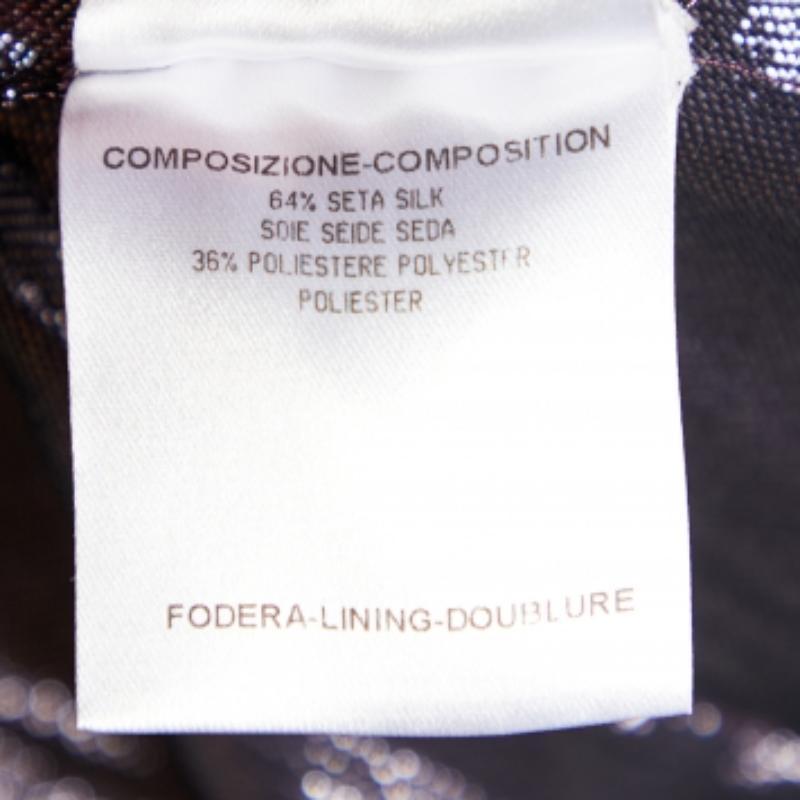 COMPOSIZIONE-COMPOSITION
64% SETA SILK
SOIE SEIDE SEDA
36% POLIESTERE POLYESTER
POLIESTER
FODERA-LINING-DOUBLURE